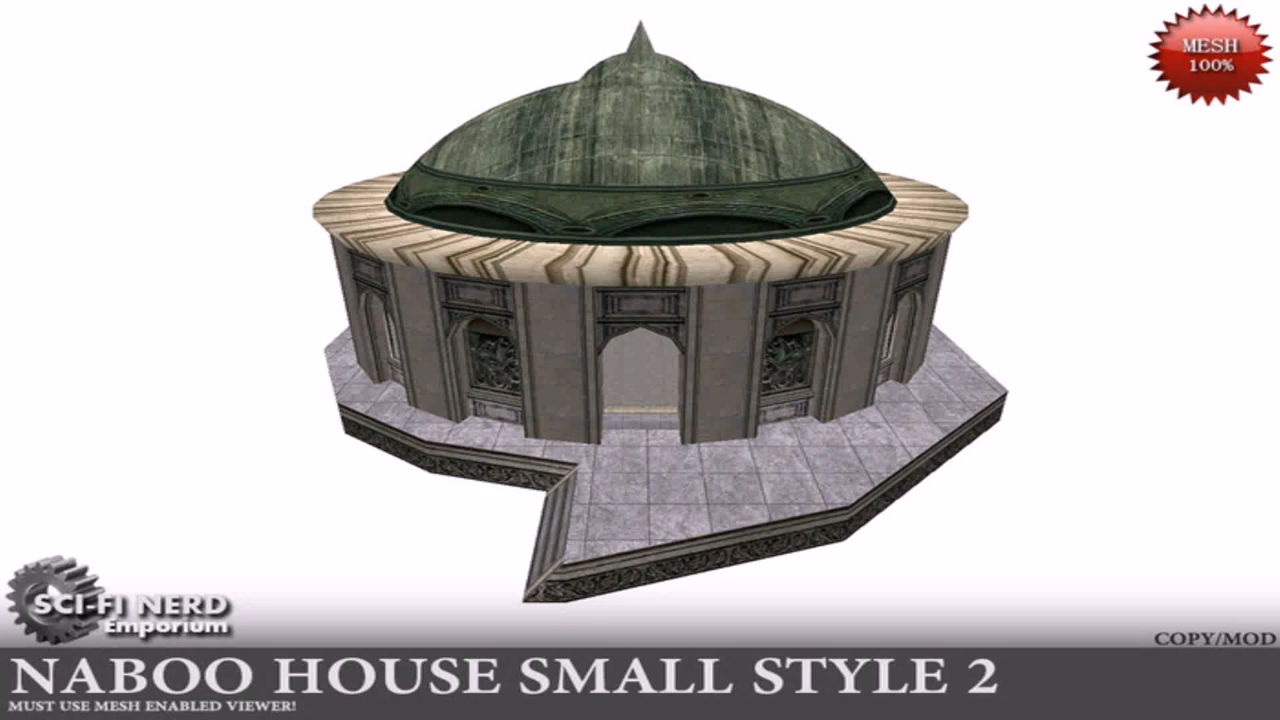 MESH
100%
SCI-FI NERD
Emporium
COPY/MOD
NABOO HOUSE SMALL STYLE 2
MUST USE MESH ENABLED VIEWER!